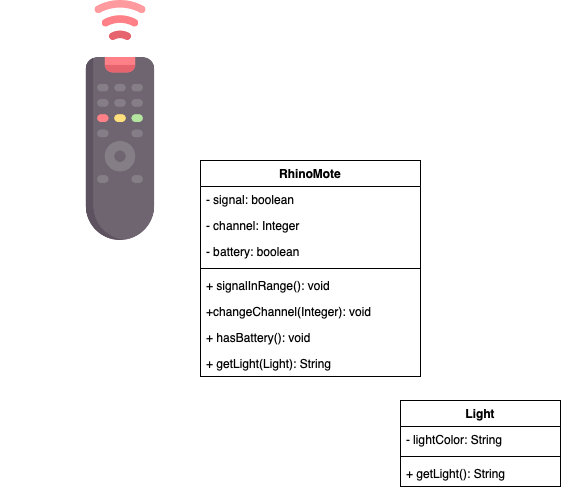 RhinoMote
- signal: boolean
- channel: Integer
- battery: boolean
+ signalInRange(): void
+changeChannel(Integer): void
+ hasBattery(): void
+ getLight(Light): String
Light
- lightColor: String
+ getLight(): String